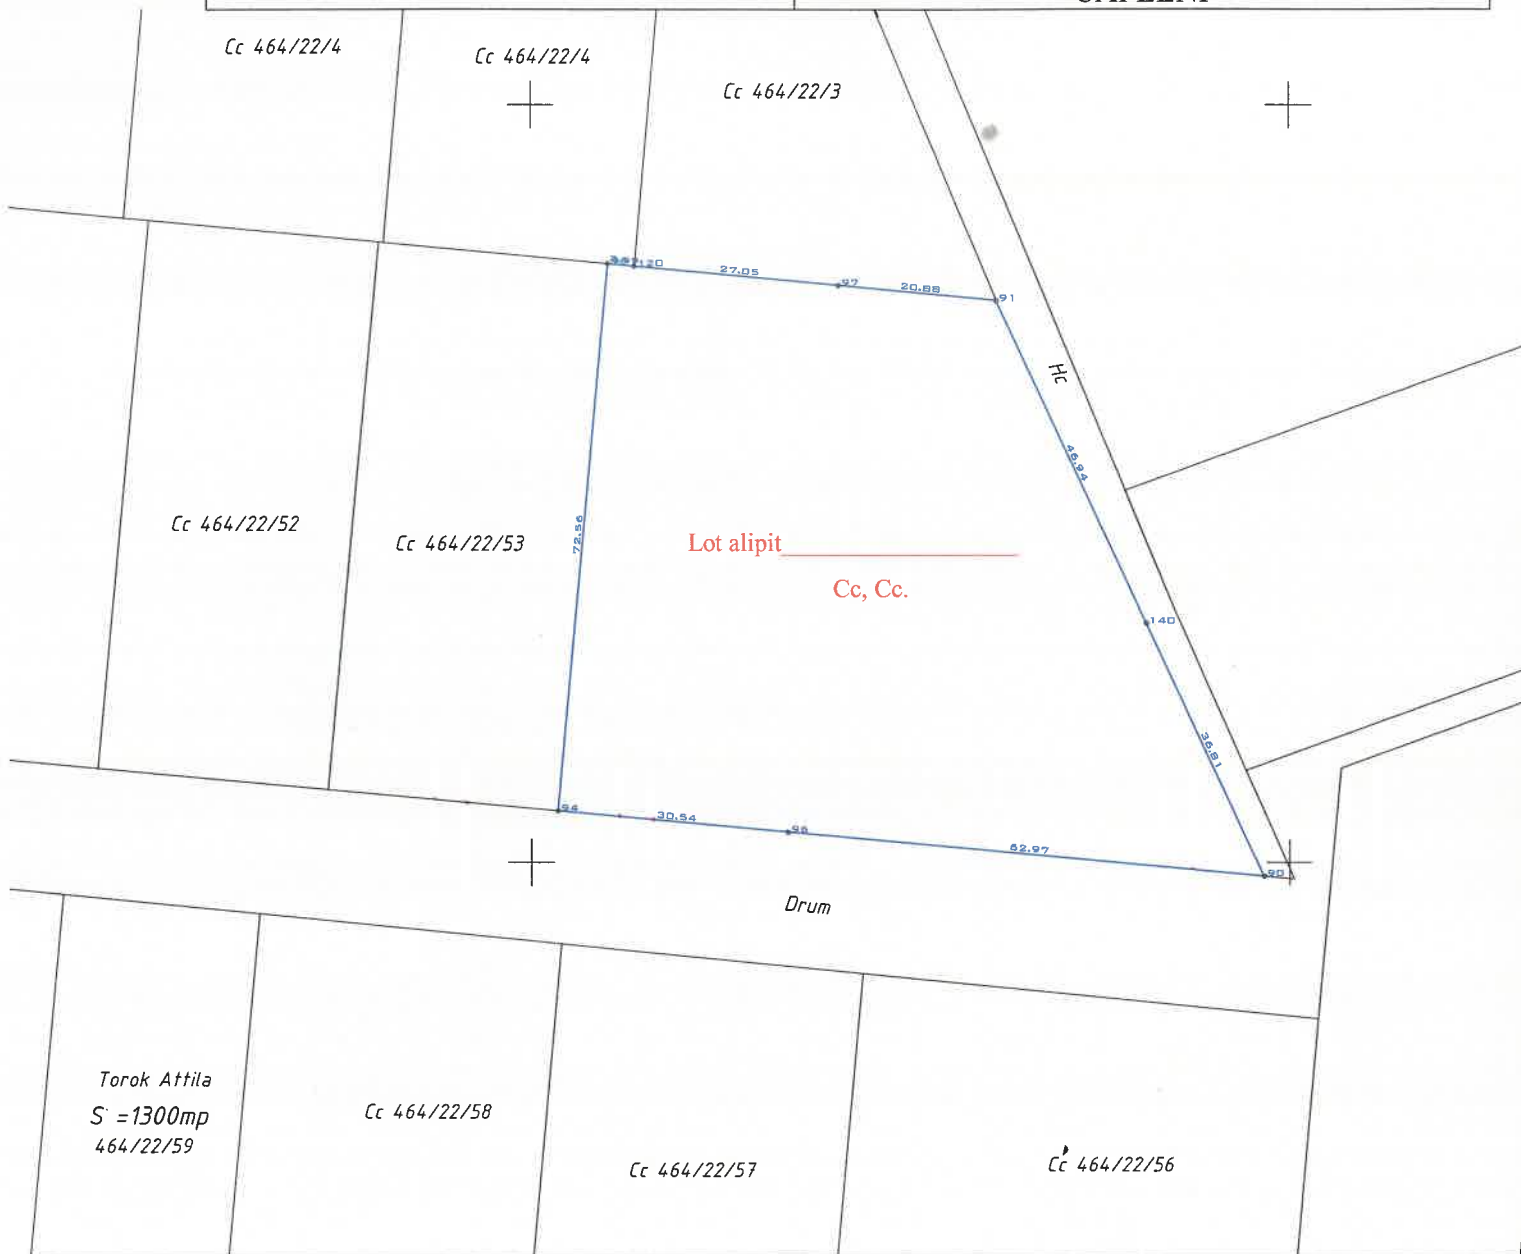 Cc 464/22/4
Cc 464/22/4
Cc 464/22/3
120
27.05
97
20.88
91
Hc
46.94
Cc 464/22/52
Cc 464/22/53
72.56
Lot alipit
Cc, Cc.
140
36.81
94
30.54
96
62.97
90
Drum
Torok Attila
S =1300mp
464/22/59
Cc 464/22/58
Cc 464/22/57
Cc 464/22/56